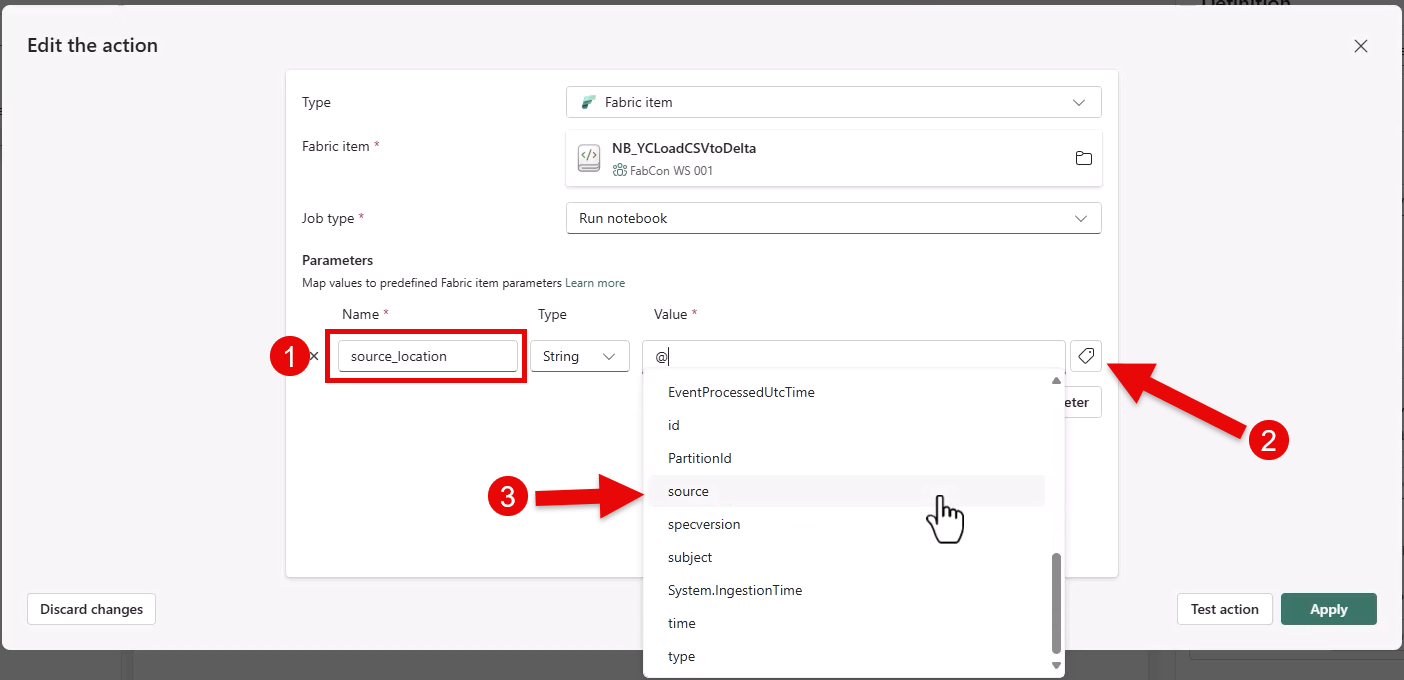 Definition
Edit the action
Type
Fabric item
Fabric item *
NB_YCLoadCSVtoDelta
FabCon WS 001
Job type *
Run notebook
Parameters
Map values to predefined Fabric item parameters Learn more
Name * Type Value *
1 source_location String @
EventProcessedUtcTime
eter
id
2
PartitionId
3 source
specversion
subject
System.IngestionTime
Discard changes Test action Apply
time
type